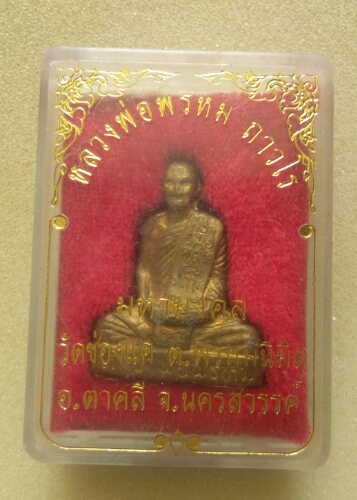 หลวงพ่อพรหม ถาวโร
มหามงคล
วัดช่องแค ต.พรหมนิมิต
อ.ตาคลี จ.นครสวรรค์